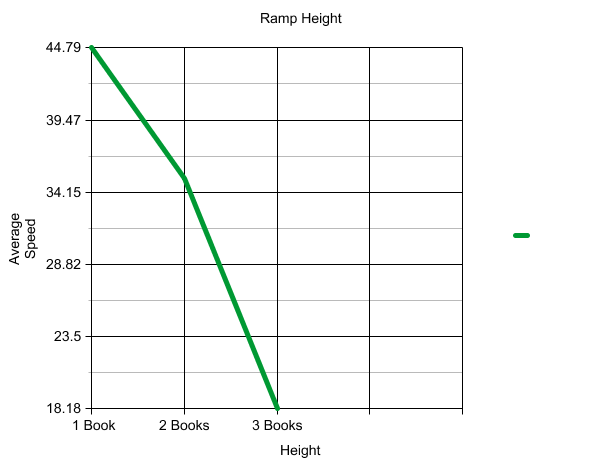 Ramp Height
44.79
39.47
34.15
28.82
23.5
18.18
Average
Speed
1 Book
2 Books
3 Books
Height